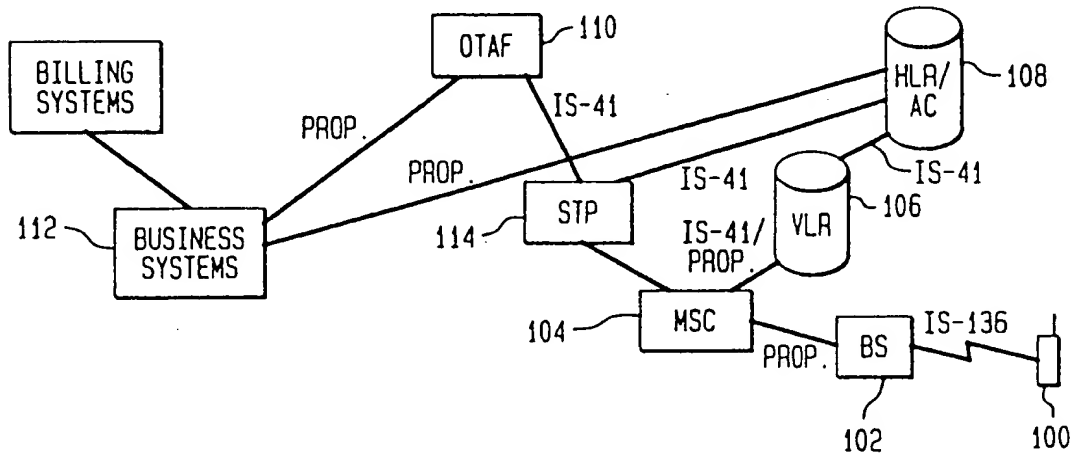 110
OTAF
BILLING
SYSTEMS
HLR/
AC
108
IS-41
PROP.
PROP.
IS-41
IS-41
112
BUSINESS
SYSTEMS
114
STP
IS-41/
PROP.
VLR
106
104
MSC
PROP.
BS
IS-136
102
100